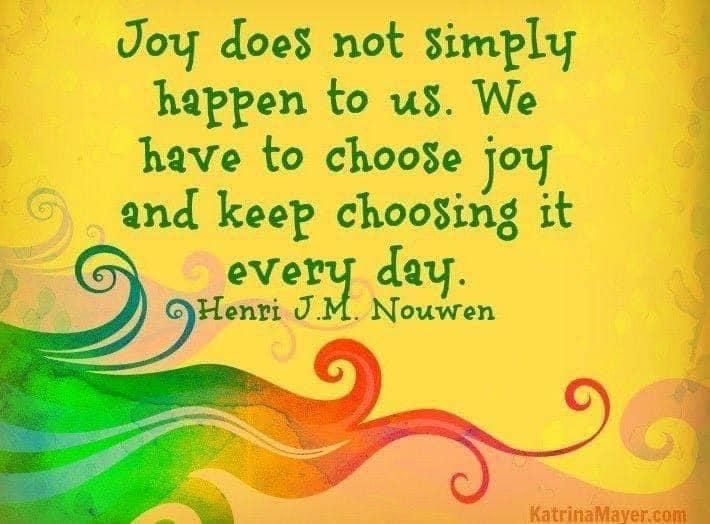 Joy does not simply
happen to us. We
have to choose joy
and keep choosing it
every day.
Henri J.M. Nouwen
KatrinaMayer.com